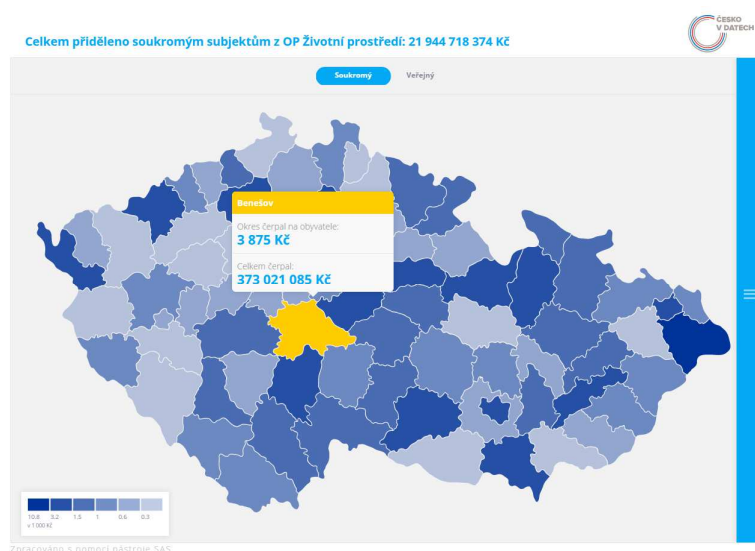 ČESKO
V DATECH
Celkem přiděleno soukromým subjektům z OP Životní prostředí: 21 944 718 374 Kč
Soukromý Veřejný
Benešov
Okres čerpal na obyvatele:
3 875 Kč
Celkem čerpal:
373 021 085 Kč
10.8 3.2 1.5 1 0.6 0.3
x 1 000 Kč
Zpracováno s pomocí nástroje SAS